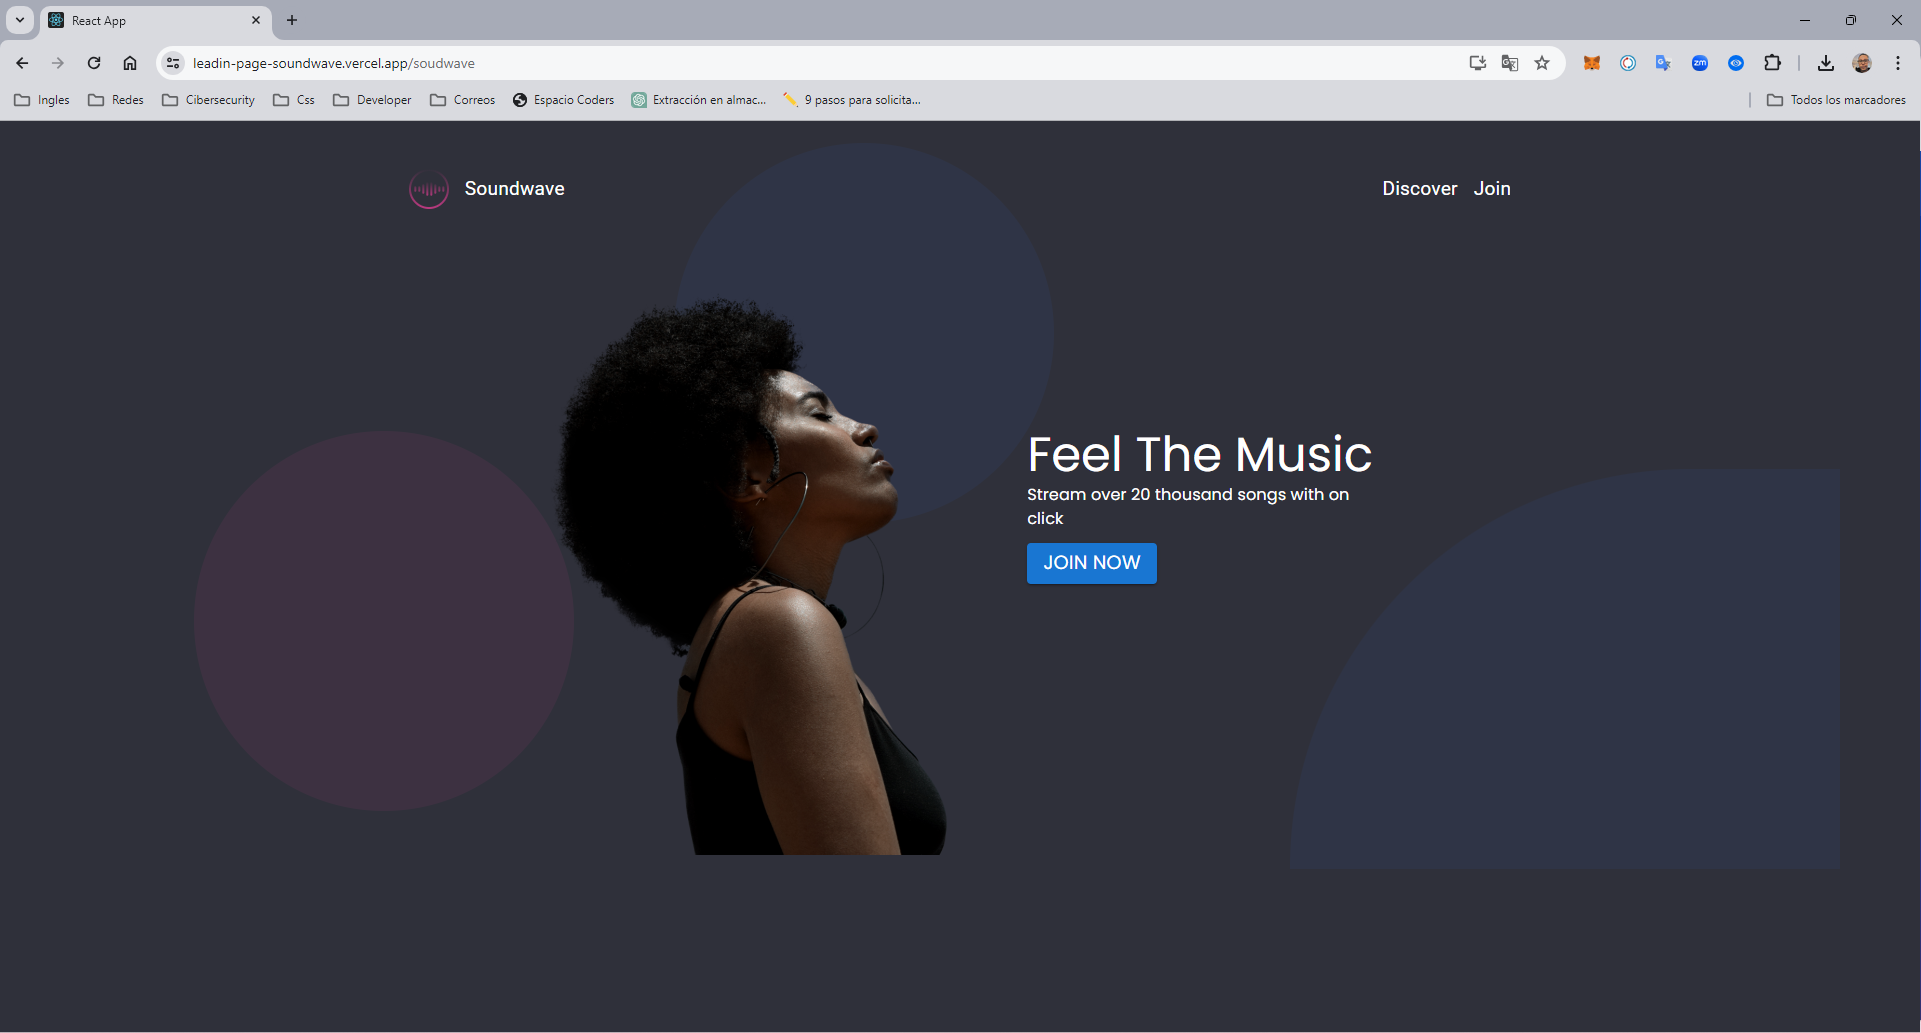 React App
leadin-page-soundwave.vercel.app/soudwave
Ingles Redes Cibersecurity Css Developer Correos Espacio Coders Extracción en almac... 9 pasos para solicita... Todos los marcadores
Soundwave Discover Join
Feel The Music
Stream over 20 thousand songs with on
click
JOIN NOW
zm